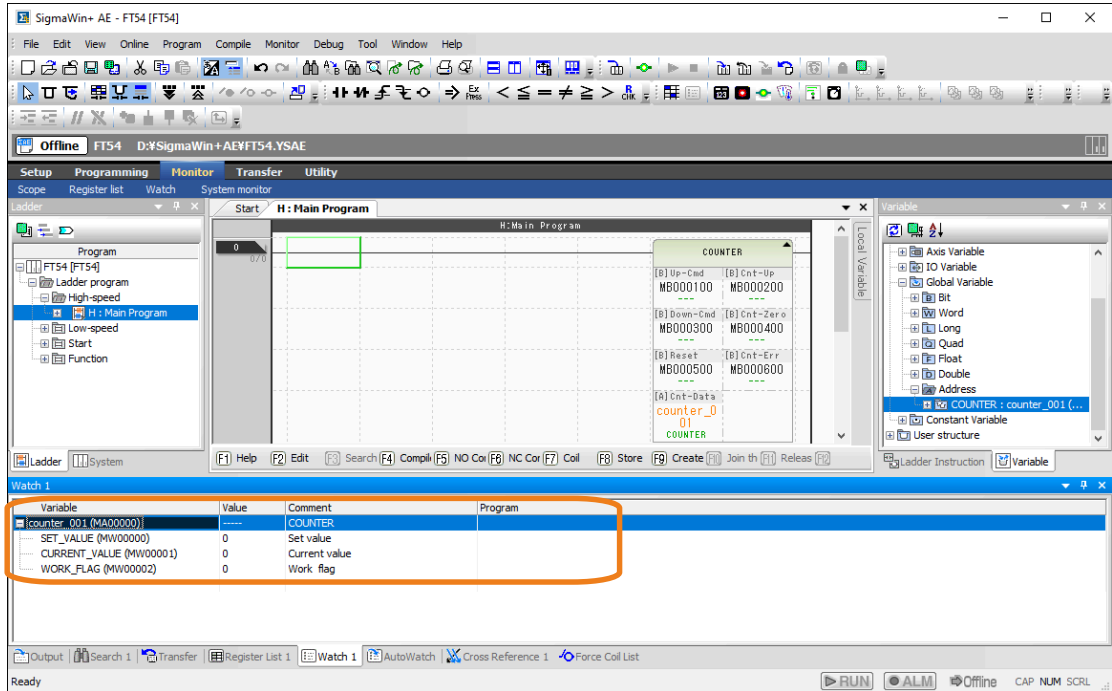 SigmaWin+ AE - FT54 [FT54]
File Edit View Online Program Compile Monitor Debug Tool Window Help
Offline FT54 D:¥SigmaWin+AE¥FT54.YSAE
Setup Programming Monitor Transfer Utility
Scope Register list Watch System monitor
Ladder
Program
FT54 [FT54]
Ladder program
High-speed
H : Main Program
Low-speed
Start
Function
Ladder System
Start H : Main Program
H:Main Program
0
0/0
COUNTER
[B]Up-Cmd [B]Cnt-Up
MB000100 MB000200
--- ---
[B]Down-Cmd [B]Cnt-Zero
MB000300 MB000400
--- ---
[B]Reset [B]Cnt-Err
MB000500 MB000600
--- ---
[A]Cnt-Data
counter_0
01
COUNTER
Local Variable
F1 Help F2 Edit F3 Search F4 Compil F5 NO Cor F6 NC Cor F7 Coil F8 Store F9 Create F10 Join th F11 Releas F12
Variable
Axis Variable
IO Variable
Global Variable
B Bit
W Word
L Long
Q Quad
F Float
D Double
Address
COUNTER : counter_001 (...
Constant Variable
User structure
Ladder Instruction Variable
Watch 1
Variable Value Comment Program
counter_001 (MA00000) ----- COUNTER
SET_VALUE (MW00000) 0 Set value
CURRENT_VALUE (MW00001) 0 Current value
WORK_FLAG (MW00002) 0 Work flag
Output Search 1 Transfer Register List 1 Watch 1 AutoWatch Cross Reference 1 Force Coil List
Ready RUN ALM Offline CAP NUM SCRL